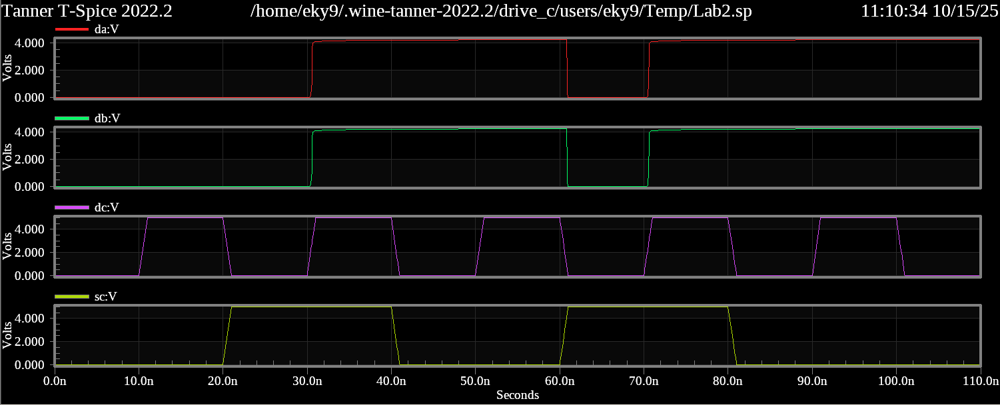 Tanner T-Spice 2022.2 /home/eky9/.wine-tanner-2022.2/drive_c/users/eky9/Temp/Lab2.sp 11:10:34 10/15/25
da:V
4.000
2.000
0.000
Volts
db:V
4.000
2.000
0.000
Volts
dc:V
4.000
2.000
0.000
Volts
sc:V
4.000
2.000
0.000
Volts
0.0n 10.0n 20.0n 30.0n 40.0n 50.0n 60.0n 70.0n 80.0n 90.0n 100.0n 110.0n
Seconds